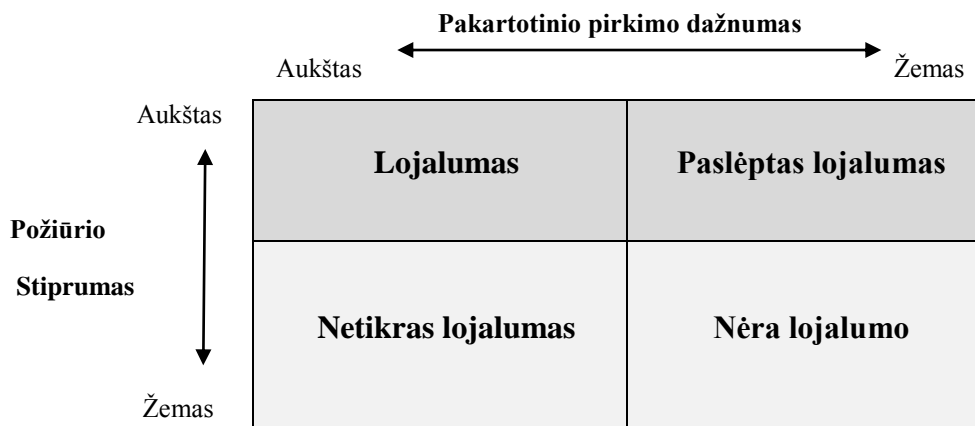 Pakartotinio pirkimo dažnumas
Aukštas
Žemas
Aukštas
Lojalumas
Paslėptas lojalumas
Požiūrio
Stiprumas
Netikras lojalumas
Nėra lojalumo
Žemas